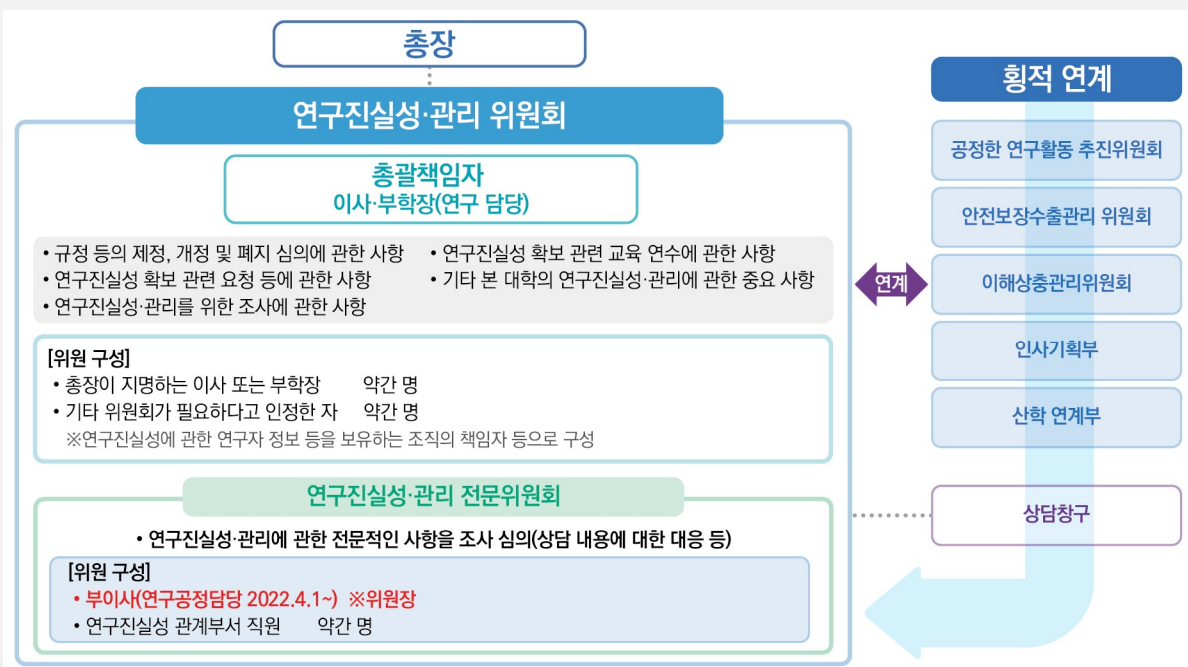 총장
연구진실성·관리 위원회
총괄책임자
이사·부학장(연구 담당)
• 규정 등의 제정, 개정 및 폐지 심의에 관한 사항
• 연구진실성 확보 관련 요청 등에 관한 사항
• 연구진실성·관리를 위한 조사에 관한 사항
• 연구진실성 확보 관련 교육 연수에 관한 사항
• 기타 본 대학의 연구진실성·관리에 관한 중요 사항
[위원 구성]
• 총장이 지명하는 이사 또는 부학장 약간 명
• 기타 위원회가 필요하다고 인정한 자 약간 명
※연구진실성에 관한 연구자 정보 등을 보유하는 조직의 책임자 등으로 구성
연구진실성·관리 전문위원회
• 연구진실성·관리에 관한 전문적인 사항을 조사 심의(상담 내용에 대한 대응 등)
[위원 구성]
• 부이사(연구공정담당 2022.4.1~) ※위원장
• 연구진실성 관계부서 직원 약간 명
연계
횡적 연계
공정한 연구활동 추진위원회
안전보장수출관리 위원회
이해상충관리위원회
인사기획부
산학 연계부
상담창구